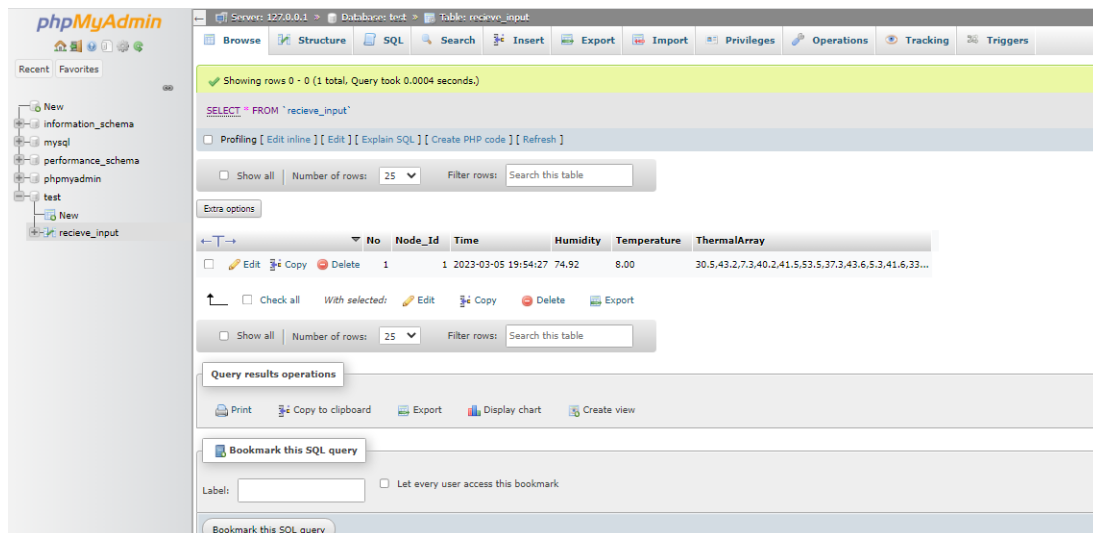 phpMyAdmin
Recent Favorites
New
information_schema
mysql
performance_schema
phpmyadmin
test
New
recieve_input
Server: 127.0.0.1 » Database: test » Table: recieve_input
Browse Structure SQL Search Insert Export Import Privileges Operations Tracking Triggers
Showing rows 0 - 0 (1 total, Query took 0.0004 seconds.)
SELECT * FROM `recieve_input`
Profiling [ Edit inline ] [ Edit ] [ Explain SQL ] [ Create PHP code ] [ Refresh ]
Show all Number of rows: 25 Filter rows: Search this table
Extra options
←T→ No Node_Id Time Humidity Temperature ThermalArray
Edit Copy Delete 1 1 2023-03-05 19:54:27 74.92 8.00 30.5,43.2,7.3,40.2,41.5,53.5,37.3,43.6,5.3,41.6,33...
Check all With selected: Edit Copy Delete Export
Show all Number of rows: 25 Filter rows: Search this table
Query results operations
Print Copy to clipboard Export Display chart Create view
Bookmark this SQL query
Label: Let every user access this bookmark
Bookmark this SQL query